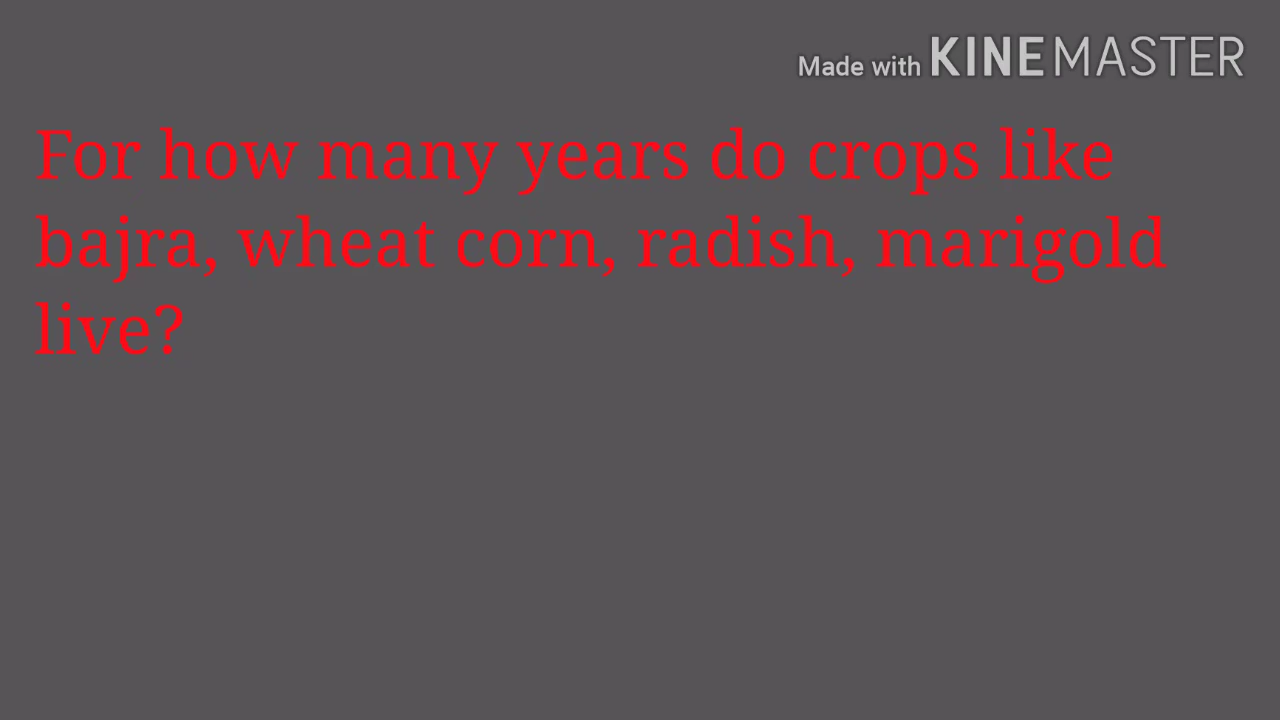 Made with KINEMASTER
For how many years do crops like
bajra, wheat corn, radish, marigold
live?